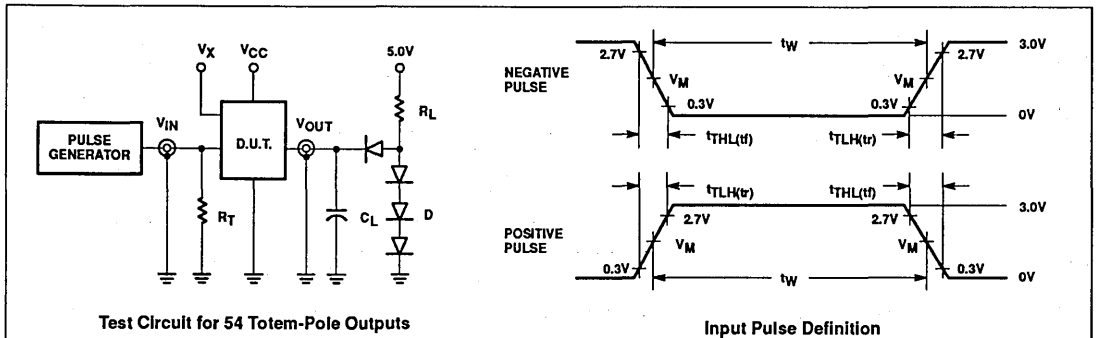 VX
VCC
5.0V
RL
VIN
VOUT
PULSE
GENERATOR
D.U.T.
RT
CL
D
Test Circuit for 54 Totem-Pole Outputs
tW
2.7V
3.0V
NEGATIVE
PULSE
VM
VM
0.3V
0.3V
0V
tTHL(tf)
tTLH(tr)
tTLH(tr)
tTHL(tf)
3.0V
2.7V
2.7V
POSITIVE
PULSE
VM
VM
0.3V
0.3V
tW
0V
Input Pulse Definition